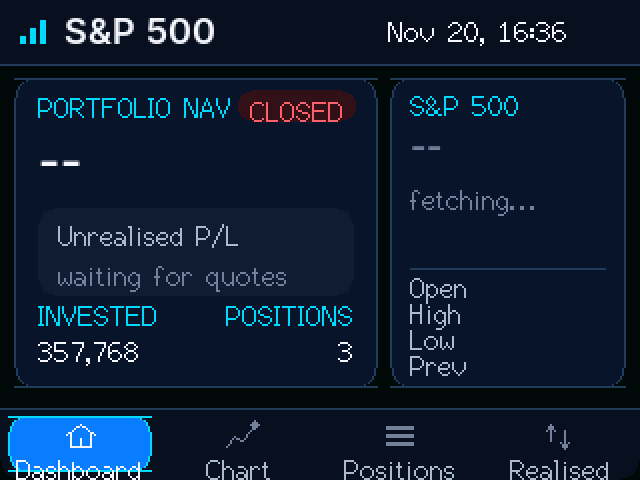 S&P 500
Nov 20, 16:36
PORTFOLIO NAV CLOSED
--
Unrealised P/L
waiting for quotes
INVESTED POSITIONS
357,768 3
S&P 500
--
fetching...
Open
High
Low
Prev
Dashboard Chart Positions Realised